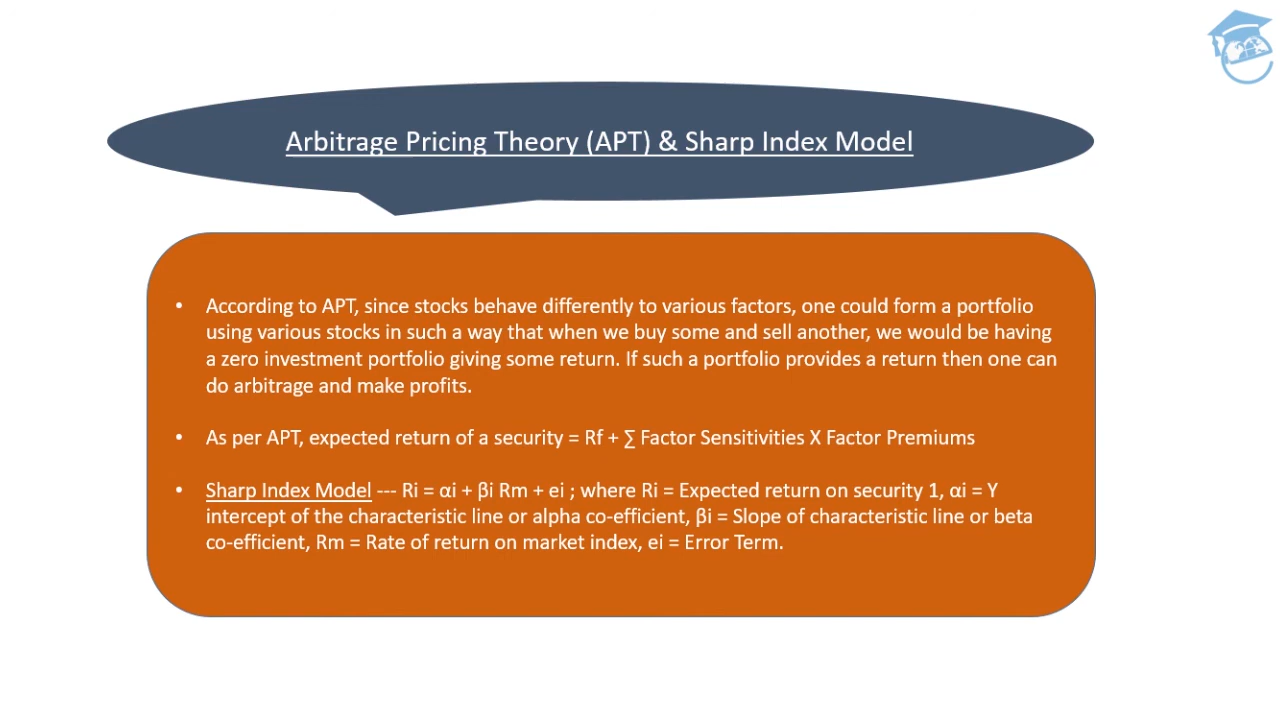 Arbitrage Pricing Theory (APT) & Sharp Index Model
• According to APT, since stocks behave differently to various factors, one could form a portfolio
using various stocks in such a way that when we buy some and sell another, we would be having
a zero investment portfolio giving some return. If such a portfolio provides a return then one can
do arbitrage and make profits.
• As per APT, expected return of a security = Rf + ∑ Factor Sensitivities X Factor Premiums
• Sharp Index Model --- Ri = αi + βi Rm + ei ; where Ri = Expected return on security 1, αi = Y
intercept of the characteristic line or alpha co-efficient, βi = Slope of characteristic line or beta
co-efficient, Rm = Rate of return on market index, ei = Error Term.